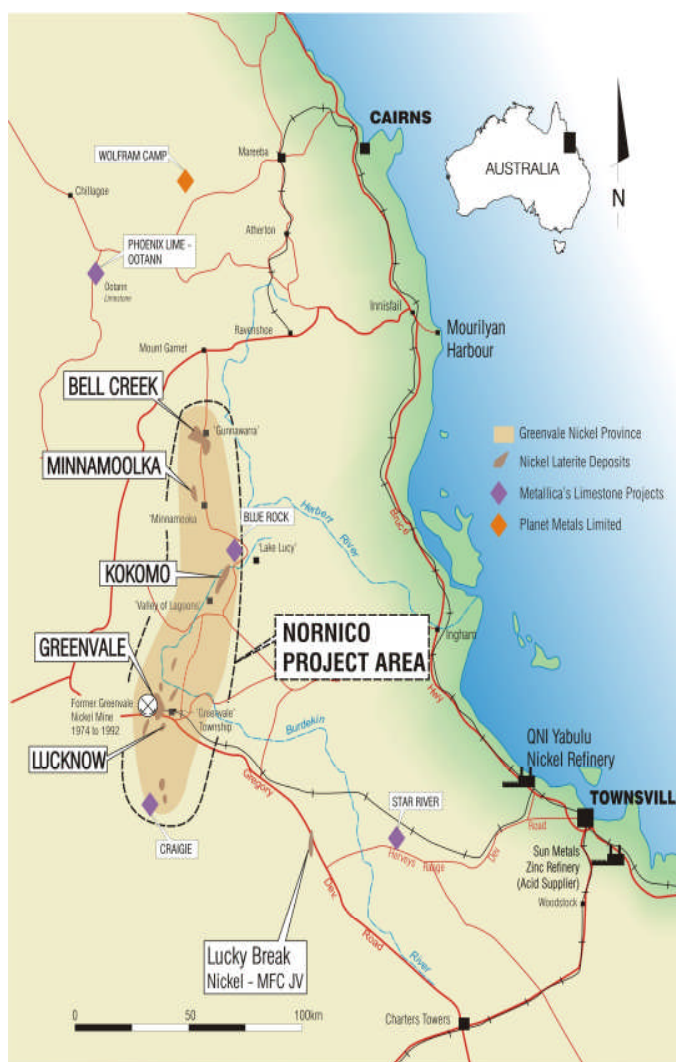 CAIRNS
AUSTRALIA
N
WOLFRAM CAMP
Mareeba
Chillagoe
Atherton
PHOENIX LIME -
OOTANN
Ootann
Limestone
Innisfail
Mourilyan
Harbour
Ravenshoe
Mount Garnet
BELL CREEK
'Gunnawarra'
Greenvale Nickel Province
Nickel Laterite Deposits
Metallica's Limestone Projects
Planet Metals Limited
MINNAMOOLKA
'Minnamooka
Herbert
River
Bruce
Hwy
BLUE ROCK
'Lake Lucy'
KOKOMO
'Valley of Lagoons'
NORNICO
PROJECT AREA
Ingham
GREENVALE
Former Greenvale
Nickel Mine
1974 to 1992
'Greenvale'
Township
LUCKNOW
Burdekin
River
QNI Yabulu
Nickel Refinery
TOWNSVILL
STAR RIVER
Gregory
Dev.
Road
Herveys
Range
Dev
Road
CRAIGIE
Sun Metals
Zinc Refinery
(Acid Supplier)
Woodstock
Lucky Break
Nickel - MFC JV
Charters Towers
0 50 100km